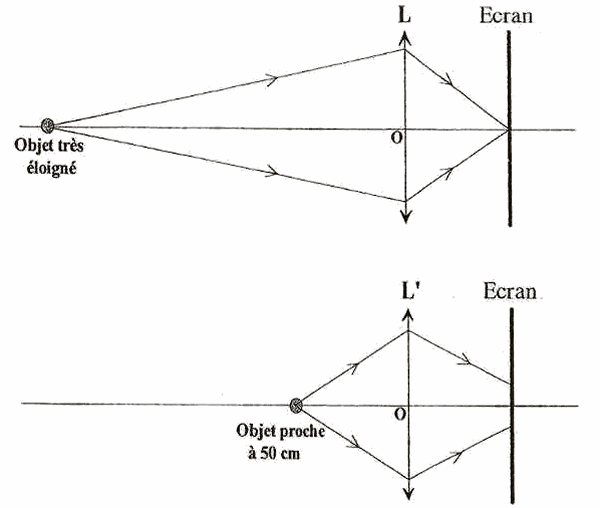 L Ecran
O
Objet très
éloigné
L' Ecran
O
Objet proche
à 50 cm